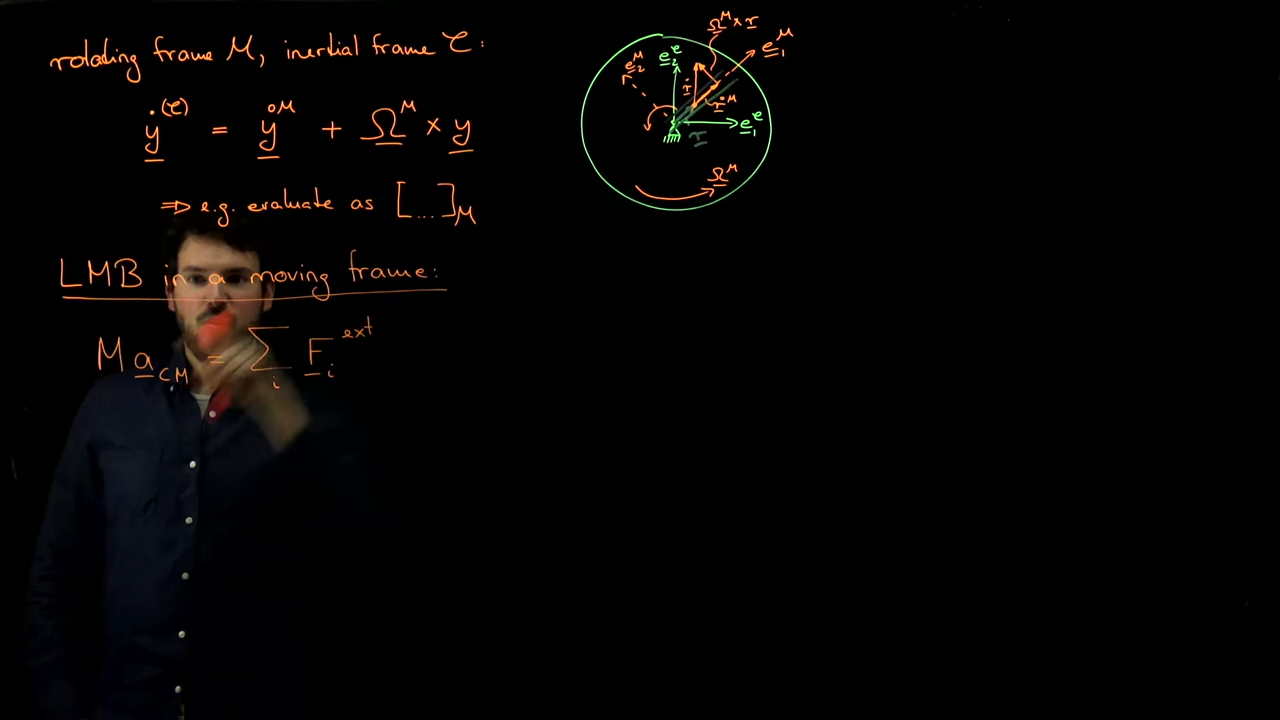 rotating frame M, inertial frame C:
ẏ^(C) = ẙ^M + Ω^M × y
⇒ e.g. evaluate as [...]_M
LMB in a moving frame:
M a_CM = Σ_i F_i^ext
Ω^M × r
e_1^M
e_2^M
e_2^C
ṙ
r̊^M
e_1^C
r
Ω^M